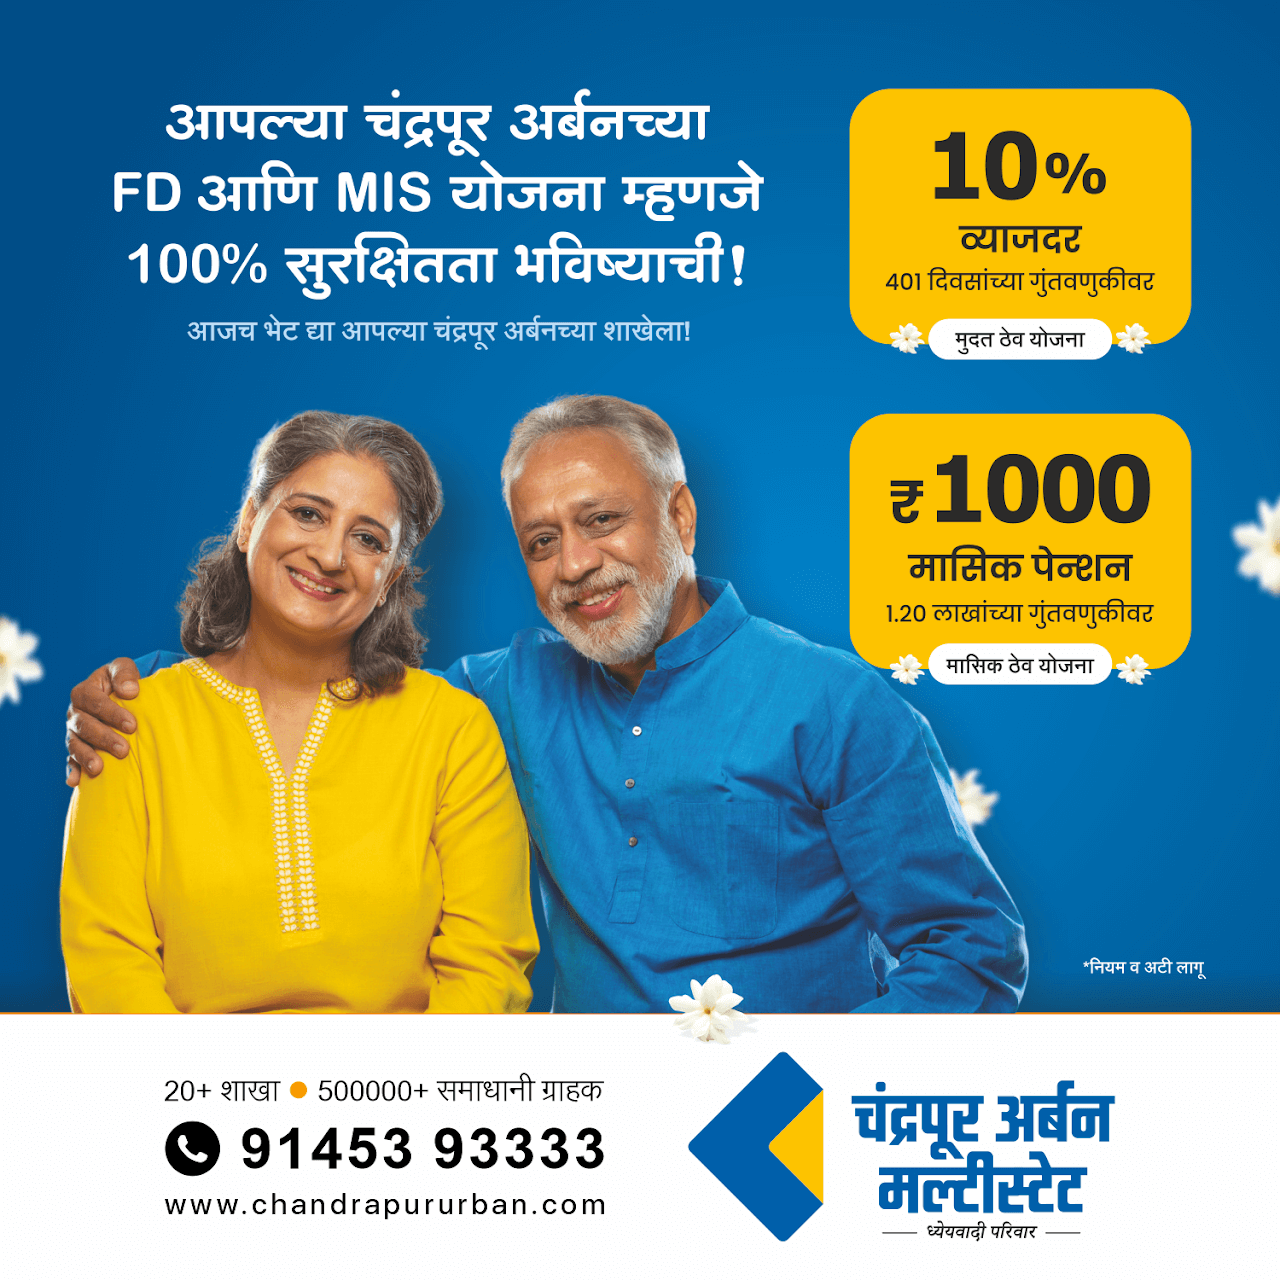 आपल्या चंद्रपूर अर्बनच्या
FD आणि MIS योजना म्हणजे
100% सुरक्षितता भविष्याची!
आजच भेट द्या आपल्या चंद्रपूर अर्बनच्या शाखेला!
10%
व्याजदर
401 दिवसांच्या गुंतवणुकीवर
मुदत ठेव योजना
₹1000
मासिक पेन्शन
1.20 लाखांच्या गुंतवणुकीवर
मासिक ठेव योजना
*नियम व अटी लागू
20+ शाखा ● 500000+ समाधानी ग्राहक
91453 93333
www.chandrapururban.com
चंद्रपूर अर्बन
मल्टीस्टेट
ध्येयवादी परिवार